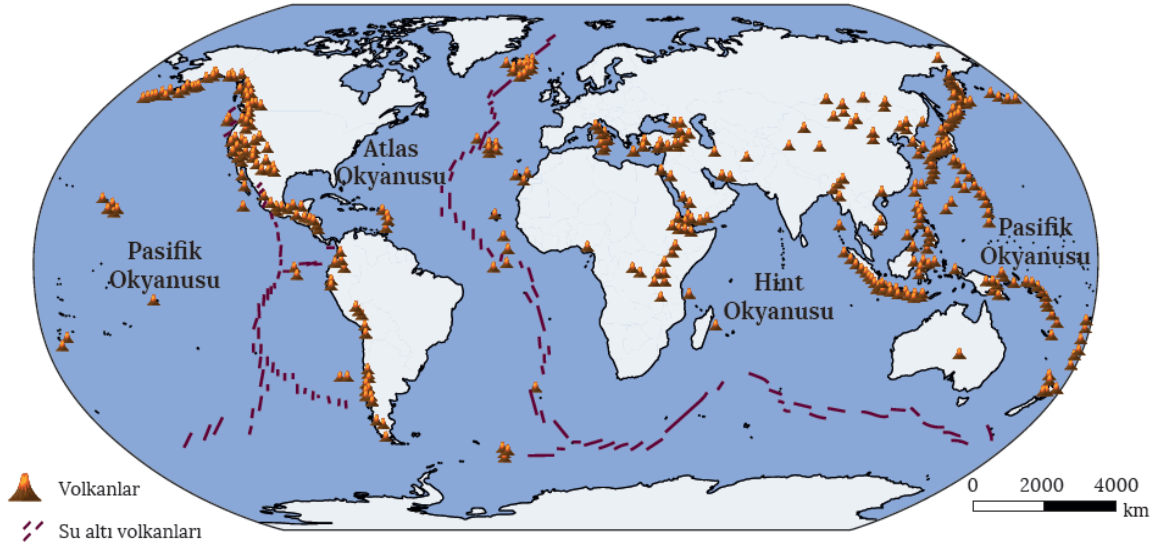 Atlas
Okyanusu
Pasifik
Okyanusu
Hint
Okyanusu
Pasifik
Okyanusu
Volkanlar
Su altı volkanları
0 2000 4000
km